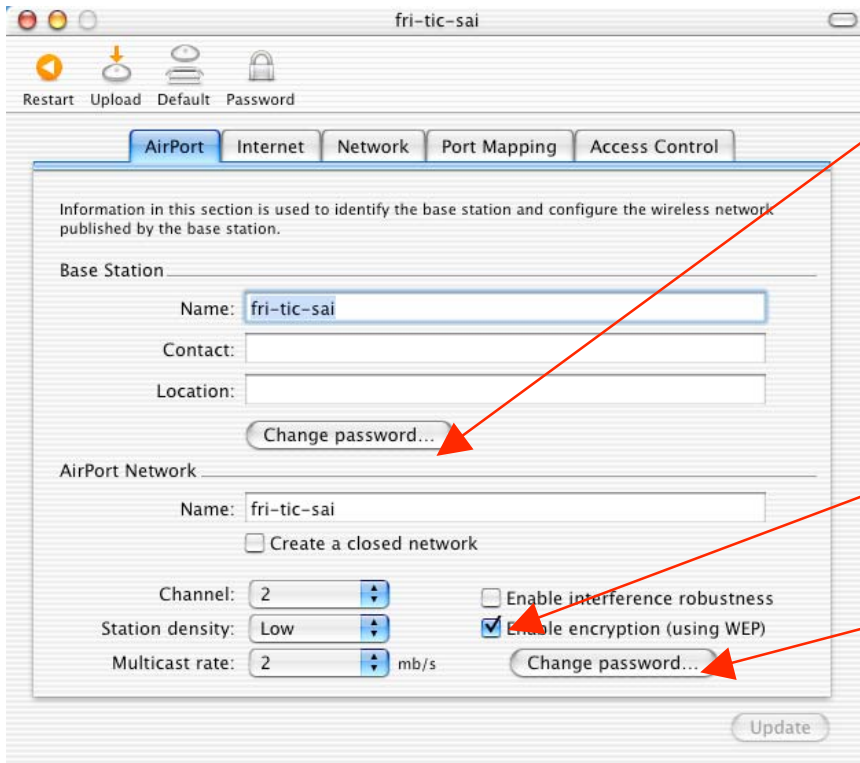 fri-tic-sai
Restart Upload Default Password
AirPort Internet Network Port Mapping Access Control
Information in this section is used to identify the base station and configure the wireless network
published by the base station.
Base Station
Name: fri-tic-sai
Contact:
Location:
Change password...
AirPort Network
Name: fri-tic-sai
Create a closed network
Channel: 2
Enable interference robustness
Station density: Low
Enable encryption (using WEP)
Multicast rate: 2 mb/s
Change password...
Update